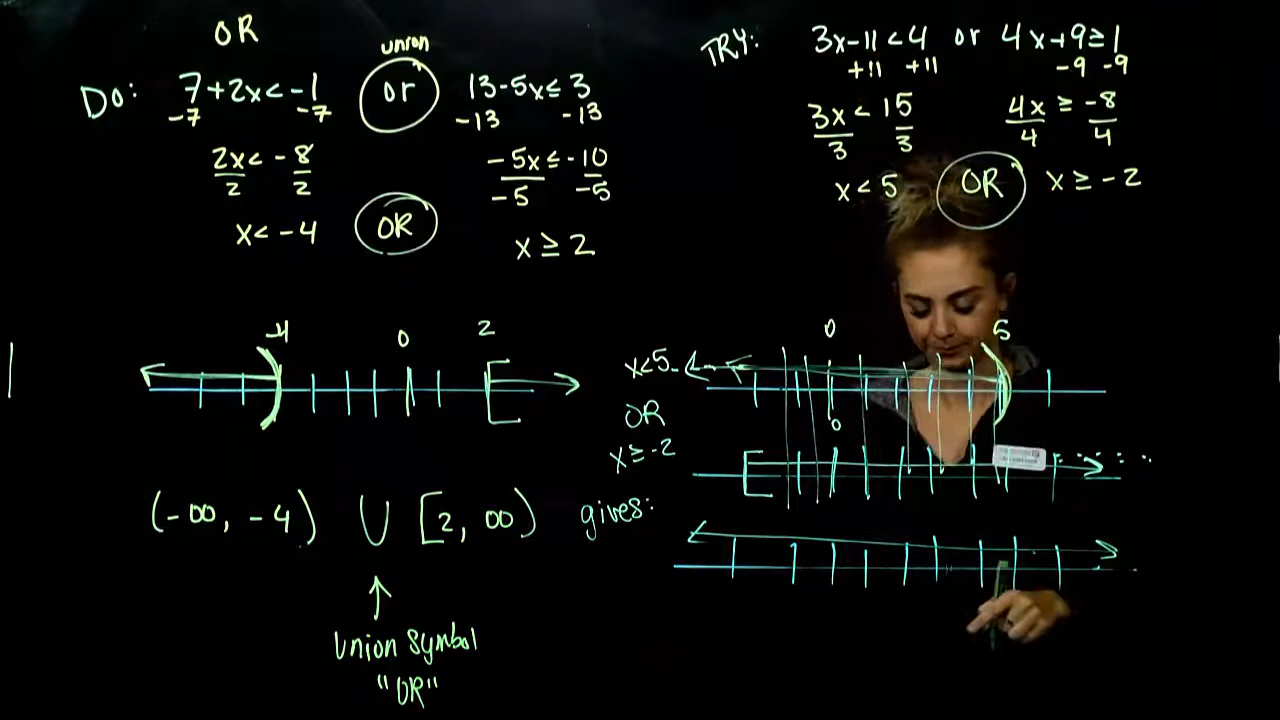 OR
Do: 7+2x<-1 or 13-5x≤3
union
-7 -7 -13 -13
2x<-8 -5x≤-10
2 2 -5 -5
x<-4 OR x≥2
-4 0 2
(-∞, -4) ∪ [2, ∞)
Union Symbol
"OR"
TRY: 3x-11<4 or 4x+9≥1
+11 +11 -9 -9
3x<15 4x≥-8
3 3 4 4
x<5 OR x≥-2
0 5
x<5
OR
0
x≥-2
gives: